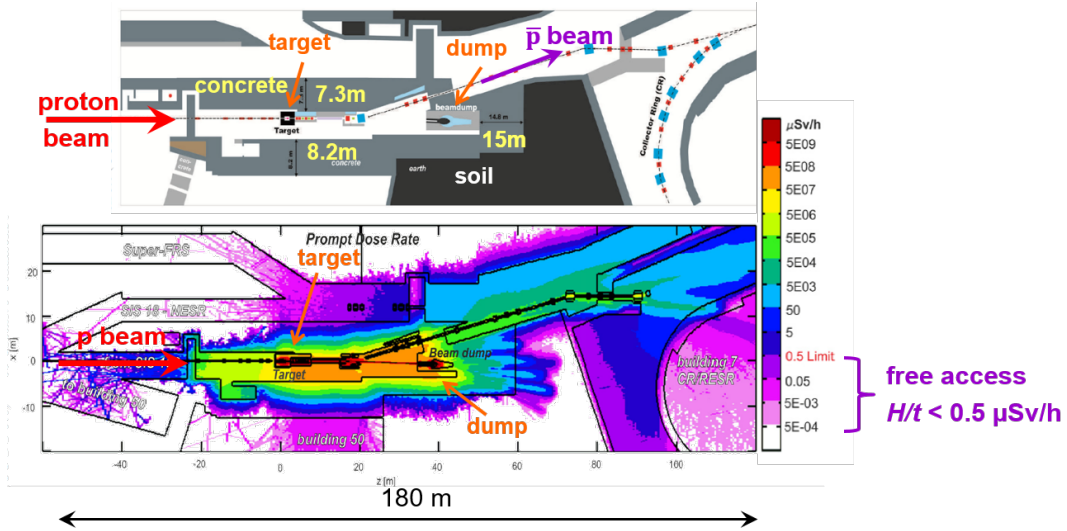 target
dump
p̅ beam
concrete
7.3m
proton
beam
Target
beamdump
14.8 m
15m
8.2m
8.2 m
concrete
earth
soil
Collector Ring (CR)
µSv/h
5E09
5E08
5E07
5E06
5E05
5E04
5E03
50
5
0.5 Limit
0.05
5E-03
5E-04
free access
H/t < 0.5 µSv/h
Super-FRS
Prompt Dose Rate
target
SIS 18 - NESR
p beam
Beam dump
Target
dump
building 50
building 7
CR/RESR
x [m]
20
10
0
-10
-40
-20
0
20
40
60
80
100
z [m]
180 m